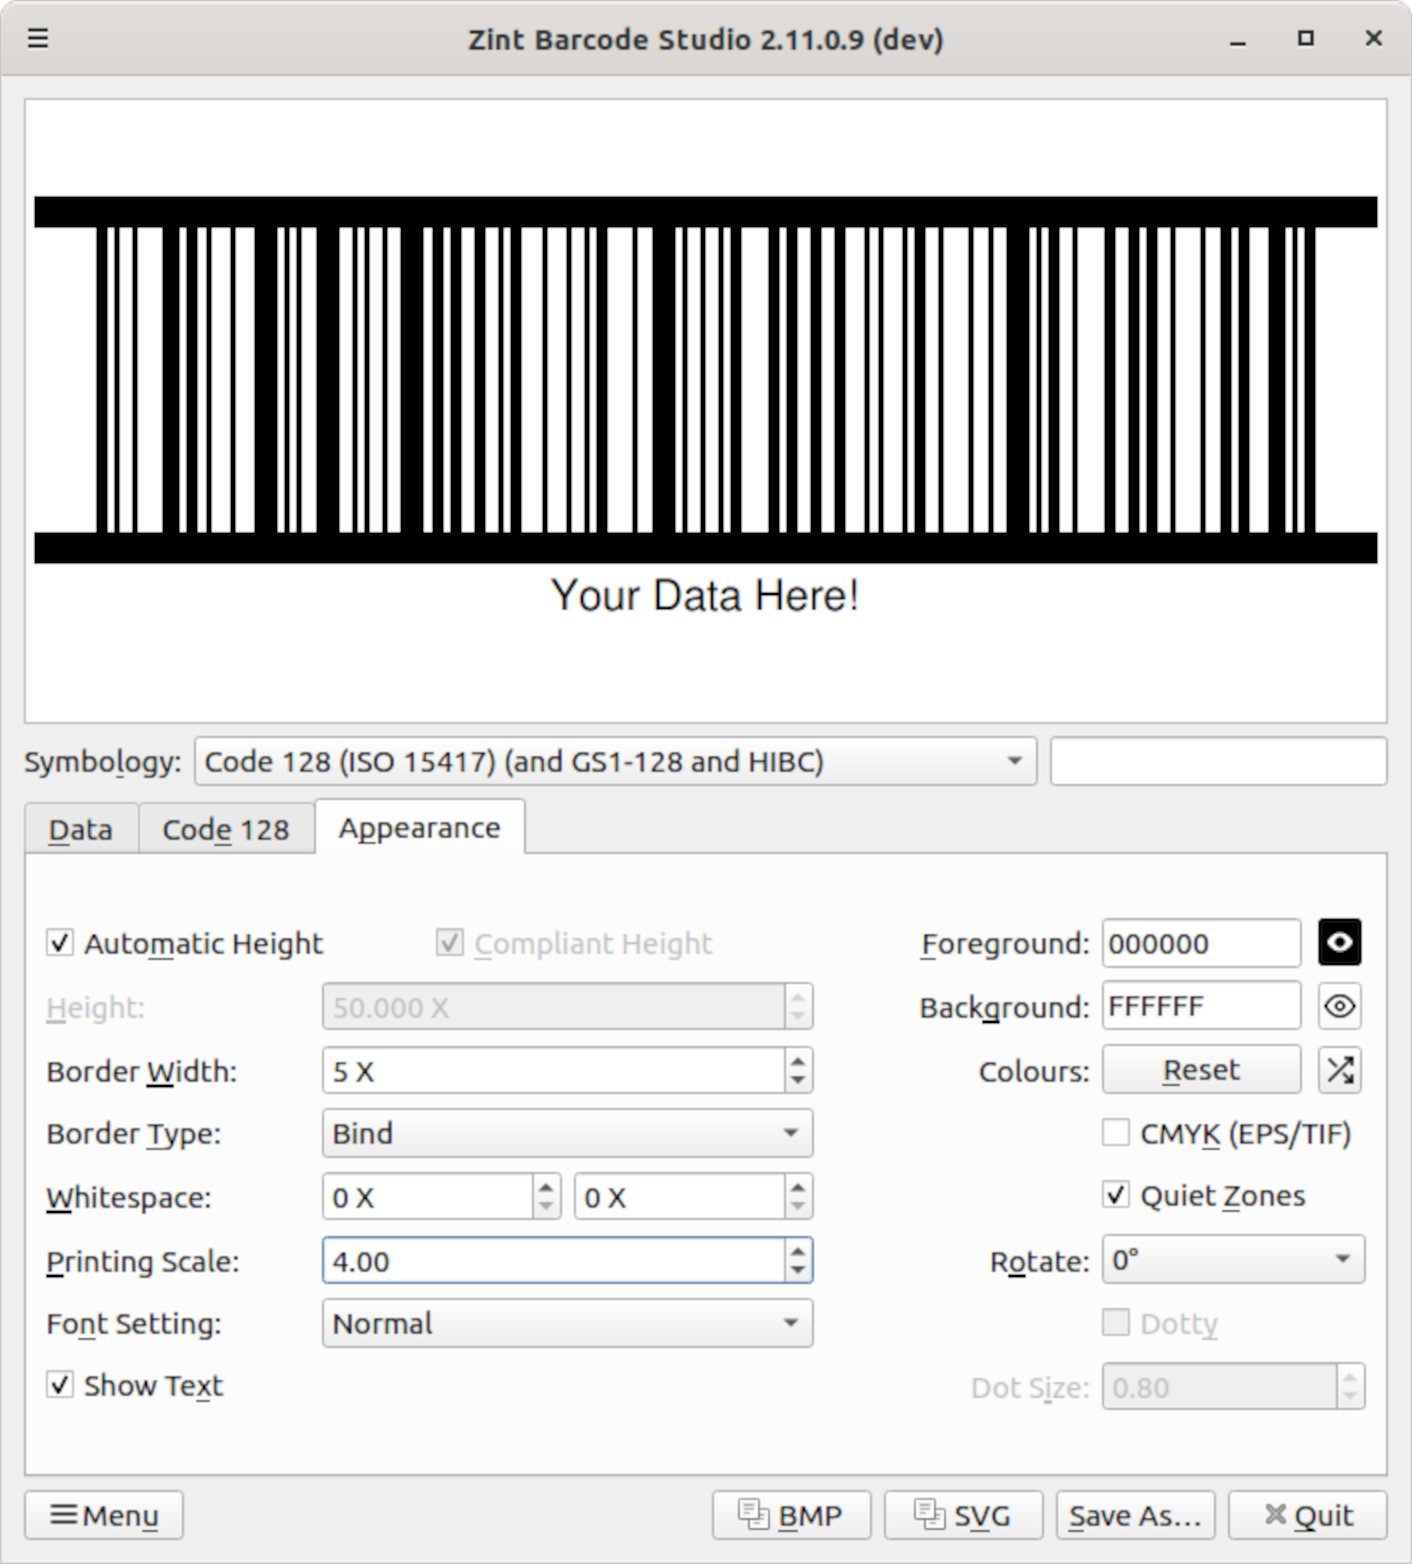 Zint Barcode Studio 2.11.0.9 (dev)
Your Data Here!
Symbology: Code 128 (ISO 15417) (and GS1-128 and HIBC)
Data Code 128 Appearance
Automatic Height Compliant Height Foreground: 000000
Height: 50.000 X Background: FFFFFF
Border Width: 5 X Colours: Reset
Border Type: Bind CMYK (EPS/TIF)
Whitespace: 0 X 0 X Quiet Zones
Printing Scale: 4.00 Rotate: 0°
Font Setting: Normal Dotty
Show Text Dot Size: 0.80
Menu BMP SVG Save As... Quit